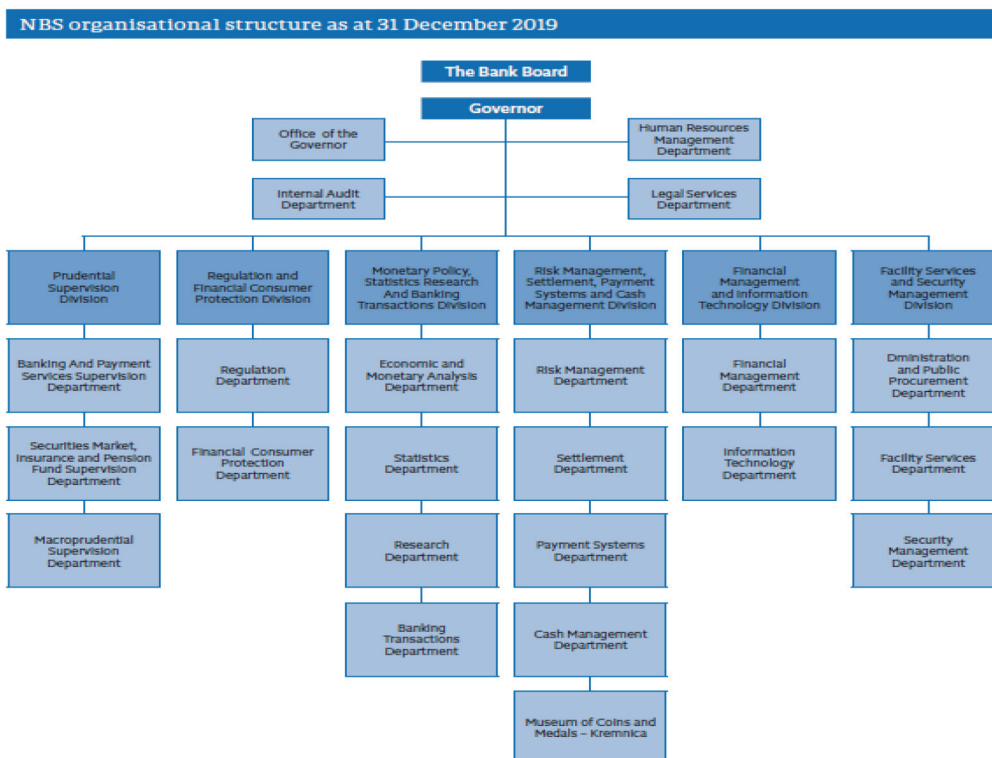 NBS organisational structure as at 31 December 2019
The Bank Board
Governor
Office of the
Governor
Human Resources
Management
Department
Internal Audit
Department
Legal Services
Department
Prudential
Supervision
Division
Regulation and
Financial Consumer
Protection Division
Monetary Policy,
Statistics Research
And Banking
Transactions Division
Risk Management,
Settlement, Payment
Systems and Cash
Management Division
Financial
Management
and Information
Technology Division
Facility Services
and Security
Management
Division
Banking And Payment
Services Supervision
Department
Regulation
Department
Economic and
Monetary Analysis
Department
Risk Management
Department
Financial
Management
Department
Dministration
and Public
Procurement
Department
Securities Market,
Insurance and Pension
Fund Supervision
Department
Financial Consumer
Protection
Department
Statistics
Department
Settlement
Department
Information
Technology
Department
Facility Services
Department
Macroprudential
Supervision
Department
Research
Department
Payment Systems
Department
Security
Management
Department
Banking
Transactions
Department
Cash Management
Department
Museum of Coins and
Medals – Kremnica